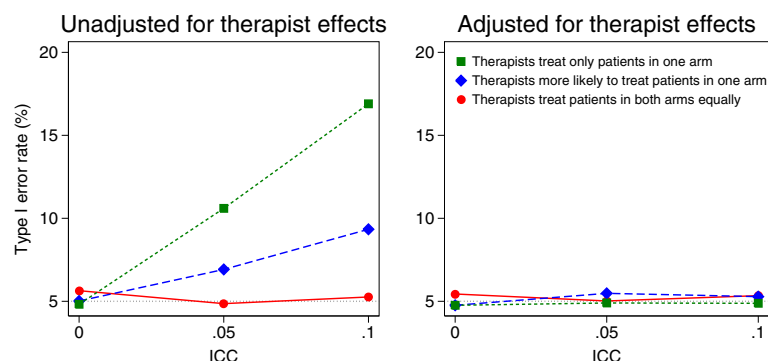 Unadjusted for therapist effects
Type I error rate (%)
20
15
10
5
0
.05
.1
ICC
Adjusted for therapist effects
Therapists treat only patients in one arm
Therapists more likely to treat patients in one arm
Therapists treat patients in both arms equally
20
15
10
5
0
.05
.1
ICC